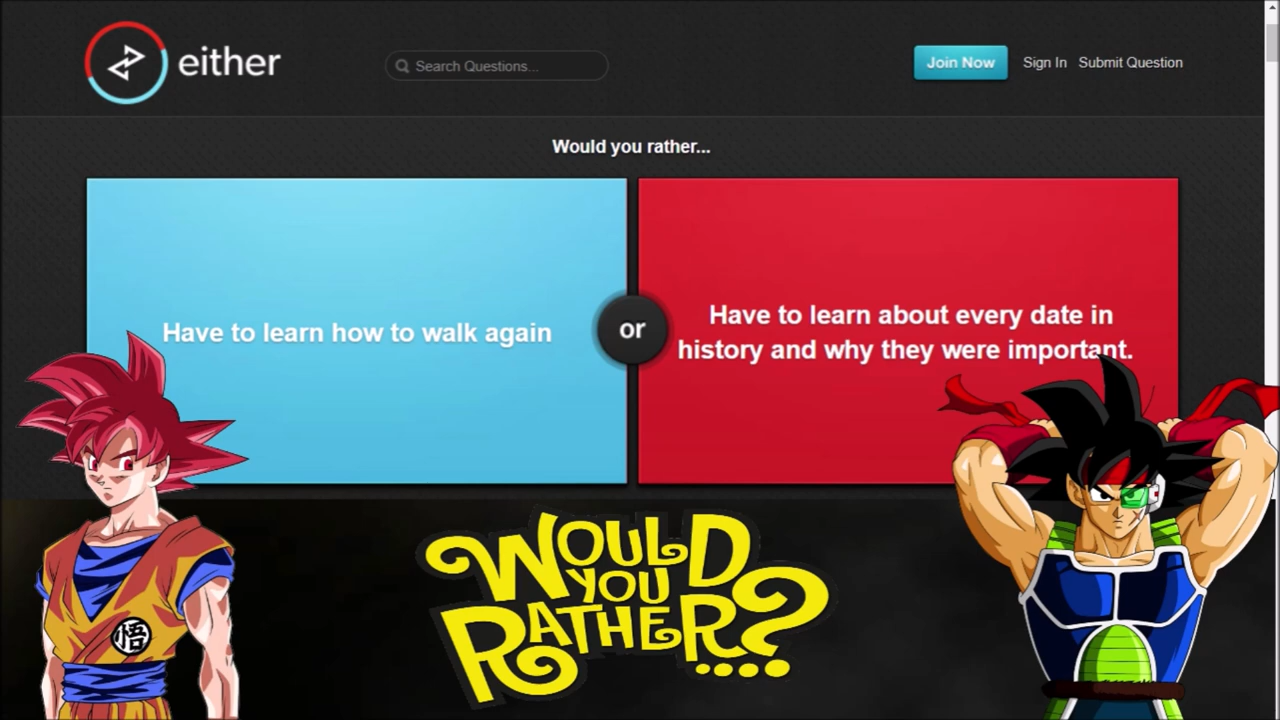 either
Search Questions...
Join Now
Sign In
Submit Question
Would you rather...
Have to learn how to walk again
or
Have to learn about every date in
history and why they were important.
WOULD
YOU
RATHER....?
悟